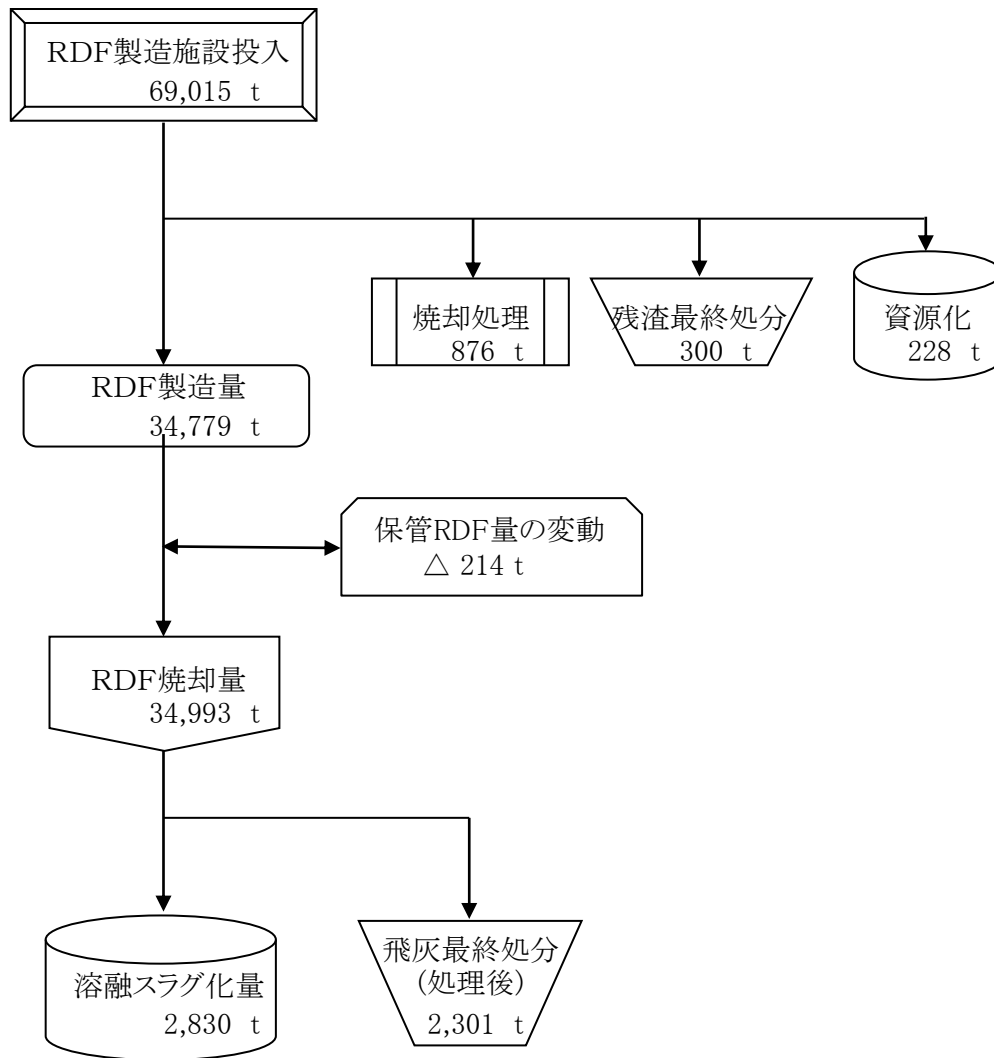 RDF製造施設投入
69,015 t
焼却処理
876 t
残渣最終処分
300 t
資源化
228 t
RDF製造量
34,779 t
保管RDF量の変動
△ 214 t
RDF焼却量
34,993 t
溶融スラグ化量
2,830 t
飛灰最終処分
(処理後)
2,301 t